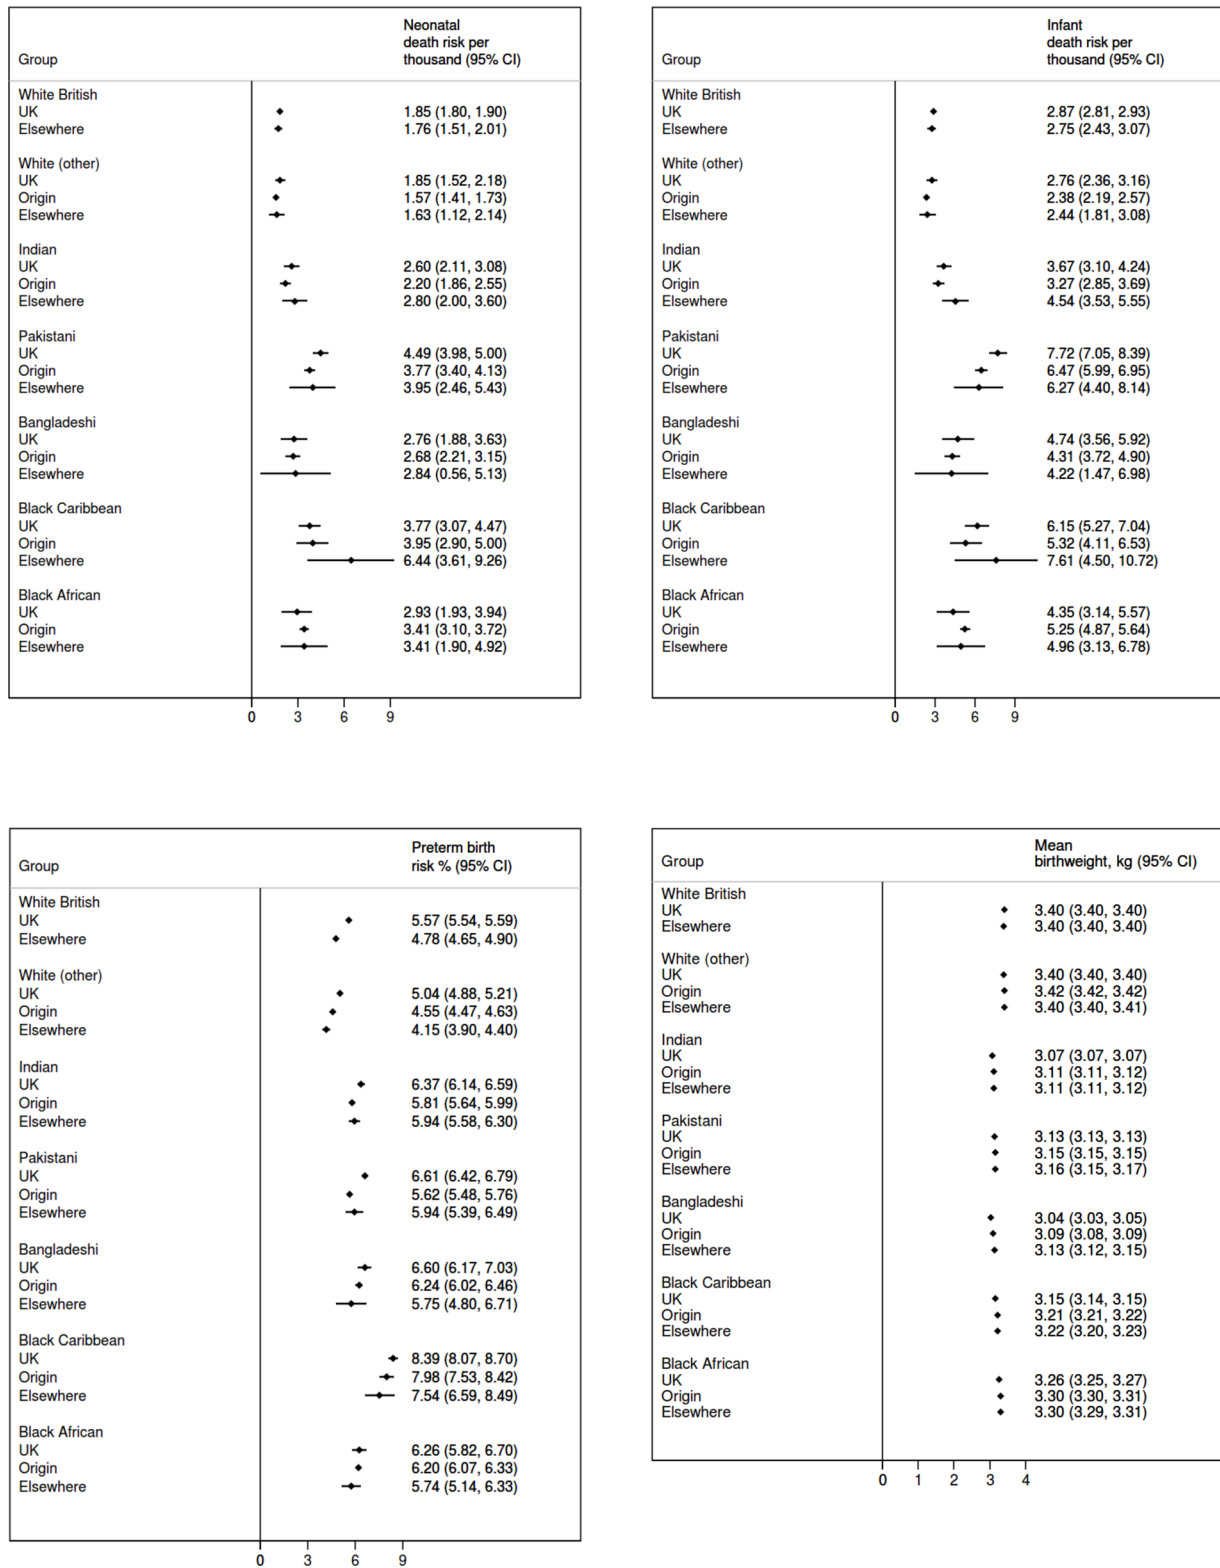 Neonatal
death risk per
Group thousand (95% CI)
White British
UK 1.85 (1.80, 1.90)
Elsewhere 1.76 (1.51, 2.01)
White (other)
UK 1.85 (1.52, 2.18)
Origin 1.57 (1.41, 1.73)
Elsewhere 1.63 (1.12, 2.14)
Indian
UK 2.60 (2.11, 3.08)
Origin 2.20 (1.86, 2.55)
Elsewhere 2.80 (2.00, 3.60)
Pakistani
UK 4.49 (3.98, 5.00)
Origin 3.77 (3.40, 4.13)
Elsewhere 3.95 (2.46, 5.43)
Bangladeshi
UK 2.76 (1.88, 3.63)
Origin 2.68 (2.21, 3.15)
Elsewhere 2.84 (0.56, 5.13)
Black Caribbean
UK 3.77 (3.07, 4.47)
Origin 3.95 (2.90, 5.00)
Elsewhere 6.44 (3.61, 9.26)
Black African
UK 2.93 (1.93, 3.94)
Origin 3.41 (3.10, 3.72)
Elsewhere 3.41 (1.90, 4.92)
0 3 6 9
Infant
death risk per
Group thousand (95% CI)
White British
UK 2.87 (2.81, 2.93)
Elsewhere 2.75 (2.43, 3.07)
White (other)
UK 2.76 (2.36, 3.16)
Origin 2.38 (2.19, 2.57)
Elsewhere 2.44 (1.81, 3.08)
Indian
UK 3.67 (3.10, 4.24)
Origin 3.27 (2.85, 3.69)
Elsewhere 4.54 (3.53, 5.55)
Pakistani
UK 7.72 (7.05, 8.39)
Origin 6.47 (5.99, 6.95)
Elsewhere 6.27 (4.40, 8.14)
Bangladeshi
UK 4.74 (3.56, 5.92)
Origin 4.31 (3.72, 4.90)
Elsewhere 4.22 (1.47, 6.98)
Black Caribbean
UK 6.15 (5.27, 7.04)
Origin 5.32 (4.11, 6.53)
Elsewhere 7.61 (4.50, 10.72)
Black African
UK 4.35 (3.14, 5.57)
Origin 5.25 (4.87, 5.64)
Elsewhere 4.96 (3.13, 6.78)
0 3 6 9
Preterm birth
Group risk % (95% CI)
White British
UK 5.57 (5.54, 5.59)
Elsewhere 4.78 (4.65, 4.90)
White (other)
UK 5.04 (4.88, 5.21)
Origin 4.55 (4.47, 4.63)
Elsewhere 4.15 (3.90, 4.40)
Indian
UK 6.37 (6.14, 6.59)
Origin 5.81 (5.64, 5.99)
Elsewhere 5.94 (5.58, 6.30)
Pakistani
UK 6.61 (6.42, 6.79)
Origin 5.62 (5.48, 5.76)
Elsewhere 5.94 (5.39, 6.49)
Bangladeshi
UK 6.60 (6.17, 7.03)
Origin 6.24 (6.02, 6.46)
Elsewhere 5.75 (4.80, 6.71)
Black Caribbean
UK 8.39 (8.07, 8.70)
Origin 7.98 (7.53, 8.42)
Elsewhere 7.54 (6.59, 8.49)
Black African
UK 6.26 (5.82, 6.70)
Origin 6.20 (6.07, 6.33)
Elsewhere 5.74 (5.14, 6.33)
0 3 6 9
Mean
Group birthweight, kg (95% CI)
White British
UK 3.40 (3.40, 3.40)
Elsewhere 3.40 (3.40, 3.40)
White (other)
UK 3.40 (3.40, 3.40)
Origin 3.42 (3.42, 3.42)
Elsewhere 3.40 (3.40, 3.41)
Indian
UK 3.07 (3.07, 3.07)
Origin 3.11 (3.11, 3.12)
Elsewhere 3.11 (3.11, 3.12)
Pakistani
UK 3.13 (3.13, 3.13)
Origin 3.15 (3.15, 3.15)
Elsewhere 3.16 (3.15, 3.17)
Bangladeshi
UK 3.04 (3.03, 3.05)
Origin 3.09 (3.08, 3.09)
Elsewhere 3.13 (3.12, 3.15)
Black Caribbean
UK 3.15 (3.14, 3.15)
Origin 3.21 (3.21, 3.22)
Elsewhere 3.22 (3.20, 3.23)
Black African
UK 3.26 (3.25, 3.27)
Origin 3.30 (3.30, 3.31)
Elsewhere 3.30 (3.29, 3.31)
0 1 2 3 4